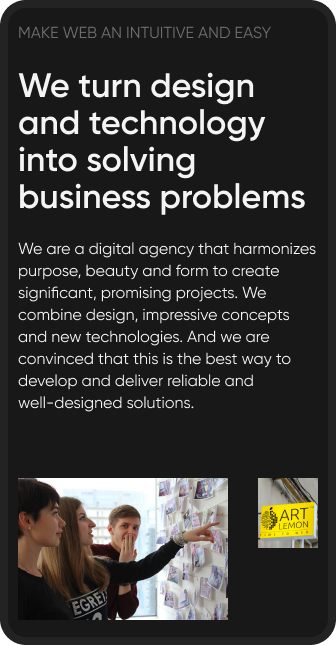 MAKE WEB AN INTUITIVE AND EASY
We turn design
and technology
into solving
business problems
We are a digital agency that harmonizes
purpose, beauty and form to create
significant, promising projects. We
combine design, impressive concepts
and new technologies. And we are
convinced that this is the best way to
develop and deliver reliable and
well-designed solutions.
ART
LEMON
TIME TO WEB